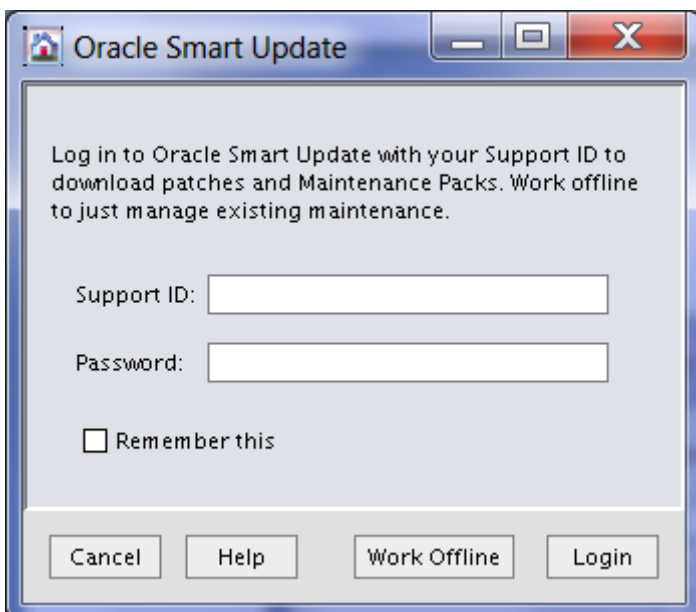 Oracle Smart Update
Log in to Oracle Smart Update with your Support ID to
download patches and Maintenance Packs. Work offline
to just manage existing maintenance.
Support ID:
Password:
Remember this
Cancel Help Work Offline Login